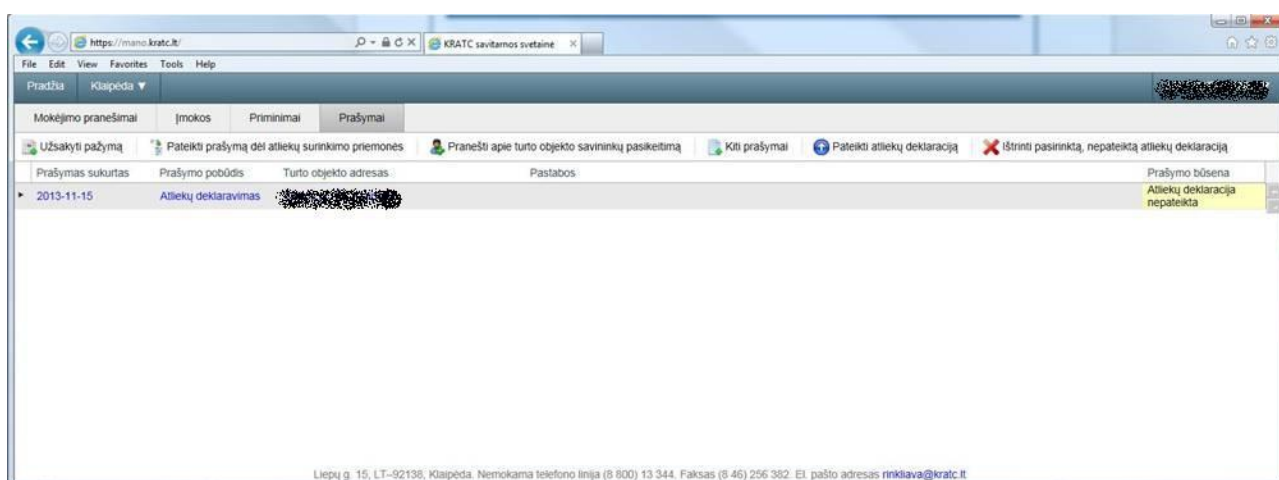 https://mano.kratc.lt/
KRATC savitarnos svetainė
File Edit View Favorites Tools Help
Pradžia Klaipėda ▼
Mokėjimo pranešimai Įmokos Priminimai Prašymai
Užsakyti pažymą Pateikti prašymą dėl atliekų surinkimo priemonės Pranešti apie turto objekto savininkų pasikeitimą Kiti prašymai Pateikti atliekų deklaraciją Ištrinti pasirinktą, nepateiktą atliekų deklaraciją
Prašymas sukurtas Prašymo pobūdis Turto objekto adresas Pastabos Prašymo būsena
2013-11-15 Atliekų deklaravimas Atliekų deklaracija
nepateikta
Liepų g. 15, LT–92138, Klaipėda. Nemokama telefono linija (8 800) 13 344. Faksas (8 46) 256 382. El. pašto adresas rinkliava@kratc.lt